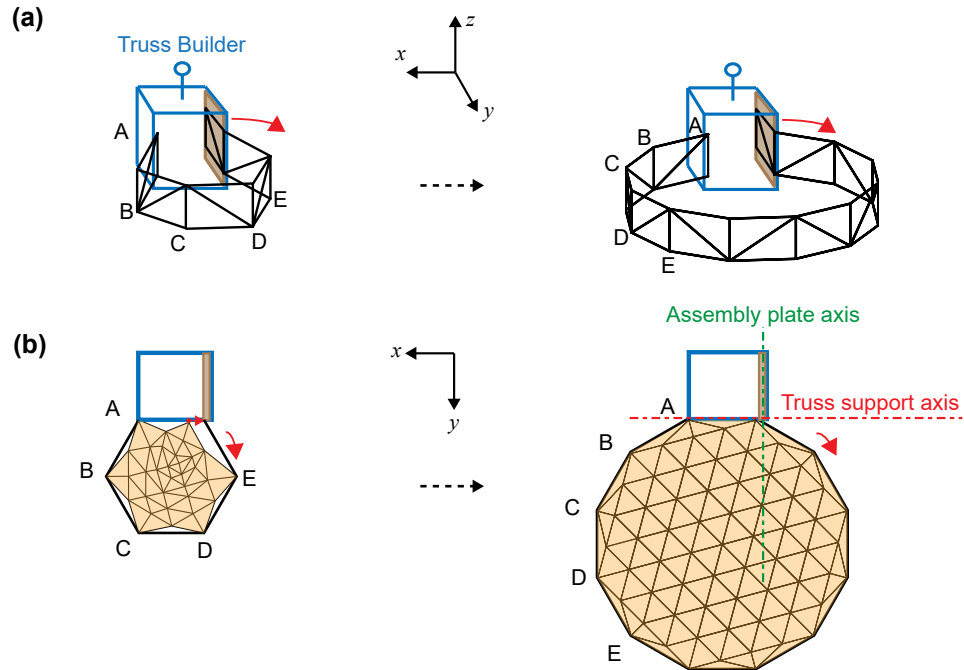 (a)
Truss Builder
z
x
y
A
B
C
D
E
A
B
C
D
E
(b)
Assembly plate axis
Truss support axis
x
y
A
B
C
D
E
A
B
C
D
E